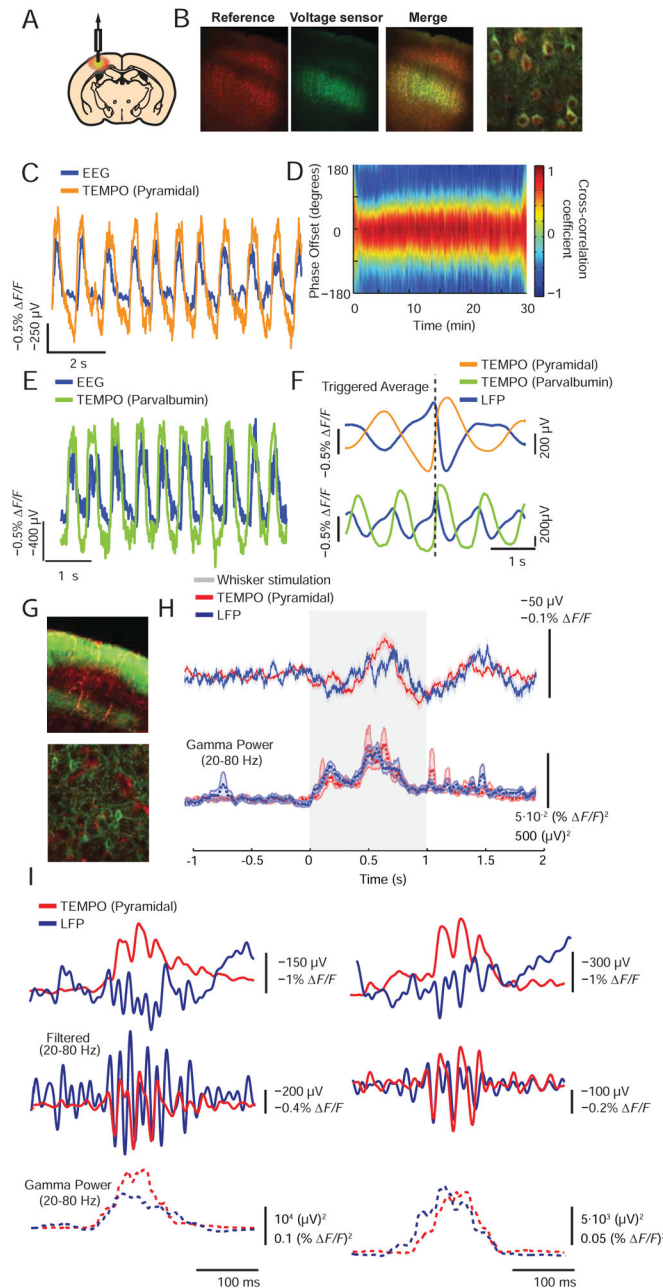 A
B
Reference
Voltage sensor
Merge
C
EEG
TEMPO (Pyramidal)
−0.5% ΔF/F
−250 μV
2 s
D
Phase Offset (degrees)
180
0
−180
0
10
20
30
Time (min)
1
0
−1
Cross-correlation
coefficient
E
EEG
TEMPO (Parvalbumin)
−0.5% ΔF/F
−400 μV
1 s
F
TEMPO (Pyramidal)
TEMPO (Parvalbumin)
LFP
Triggered Average
−0.5% ΔF/F
200 μV
−0.5% ΔF/F
200μV
1 s
G
H
Whisker stimulation
TEMPO (Pyramidal)
LFP
−50 μV
−0.1% ΔF/F
Gamma Power
(20-80 Hz)
5·10⁻² (% ΔF/F)²
500 (μV)²
-1
-0.5
0
0.5
1
1.5
2
Time (s)
I
TEMPO (Pyramidal)
LFP
−150 μV
−1% ΔF/F
−300 μV
−1% ΔF/F
Filtered
(20-80 Hz)
−200 μV
−0.4% ΔF/F
−100 μV
−0.2% ΔF/F
Gamma Power
(20-80 Hz)
10⁴ (μV)²
0.1 (% ΔF/F)²
5·10³ (μV)²
0.05 (% ΔF/F)²
100 ms
100 ms